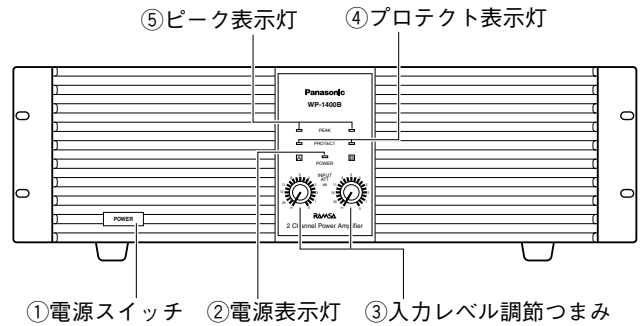 ⑤ピーク表示灯 ④プロテクト表示灯
Panasonic
WP-1400B
PEAK
PROTECT
A B
POWER
INPUT
ATT
dB
POWER
RAMSA
2 Channel Power Amplifier
①電源スイッチ ②電源表示灯 ③入力レベル調節つまみ